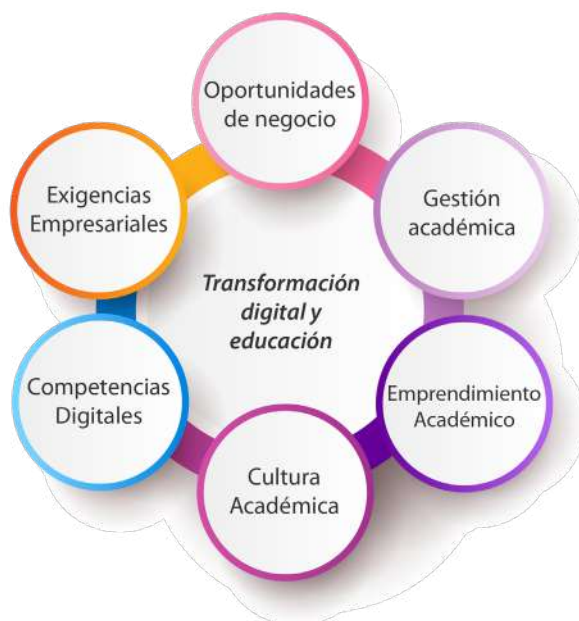 Oportunidades
de negocio
Gestión
académica
Emprendimiento
Académico
Cultura
Académica
Competencias
Digitales
Exigencias
Empresariales
Transformación
digital y
educación